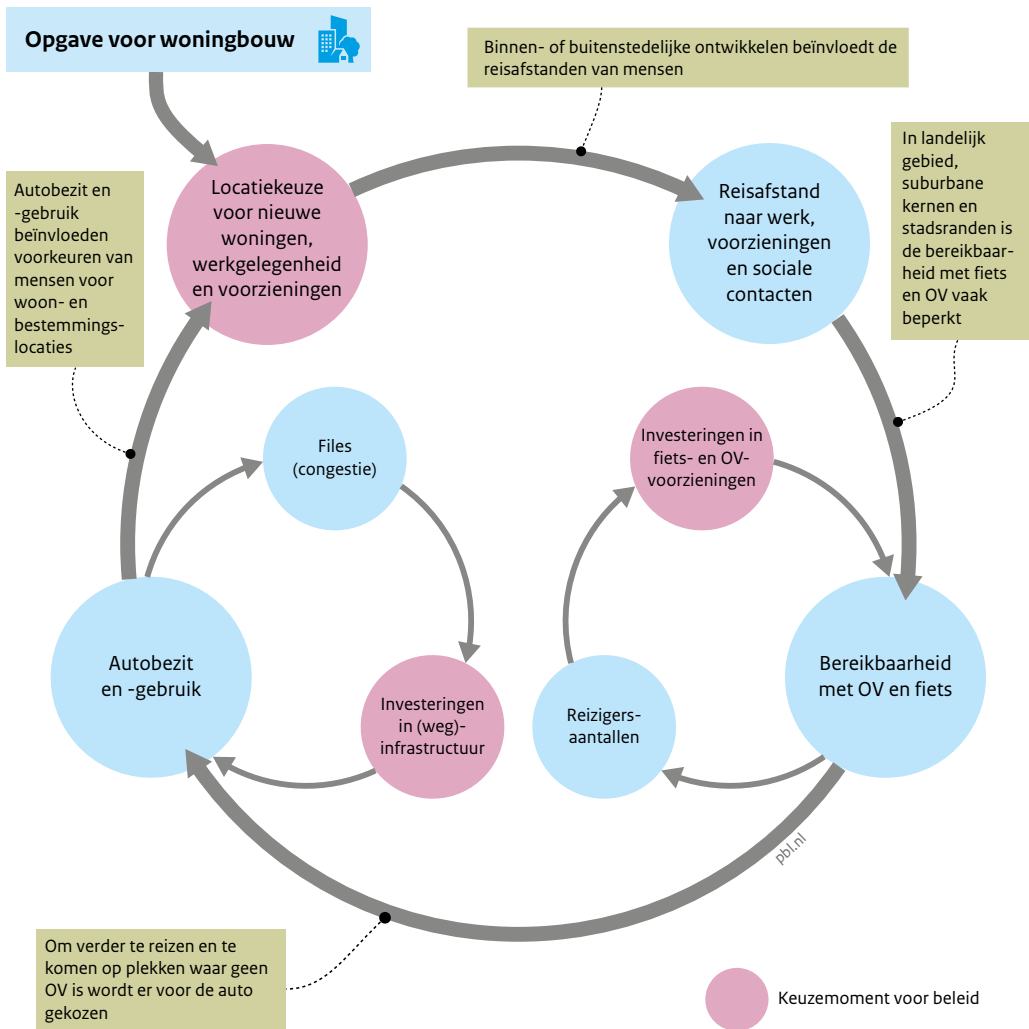 Opgave voor woningbouw
Binnen- of buitenstedelijke ontwikkelen beïnvloedt de
reisafstanden van mensen
Autobezit en
-gebruik
beïnvloeden
voorkeuren van
mensen voor
woon- en
bestemmings-
locaties
Locatiekeuze
voor nieuwe
woningen,
werkgelegenheid
en voorzieningen
Reisafstand
naar werk,
voorzieningen
en sociale
contacten
In landelijk
gebied,
suburbane
kernen en
stadsranden is
de bereikbaar-
heid met fiets
en OV vaak
beperkt
Files
(congestie)
Investeringen in
fiets- en OV-
voorzieningen
Autobezit
en -gebruik
Investeringen
in (weg)-
infrastructuur
Reizigers-
aantallen
Bereikbaarheid
met OV en fiets
pbl.nl
Om verder te reizen en te
komen op plekken waar geen
OV is wordt er voor de auto
gekozen
Keuzemoment voor beleid